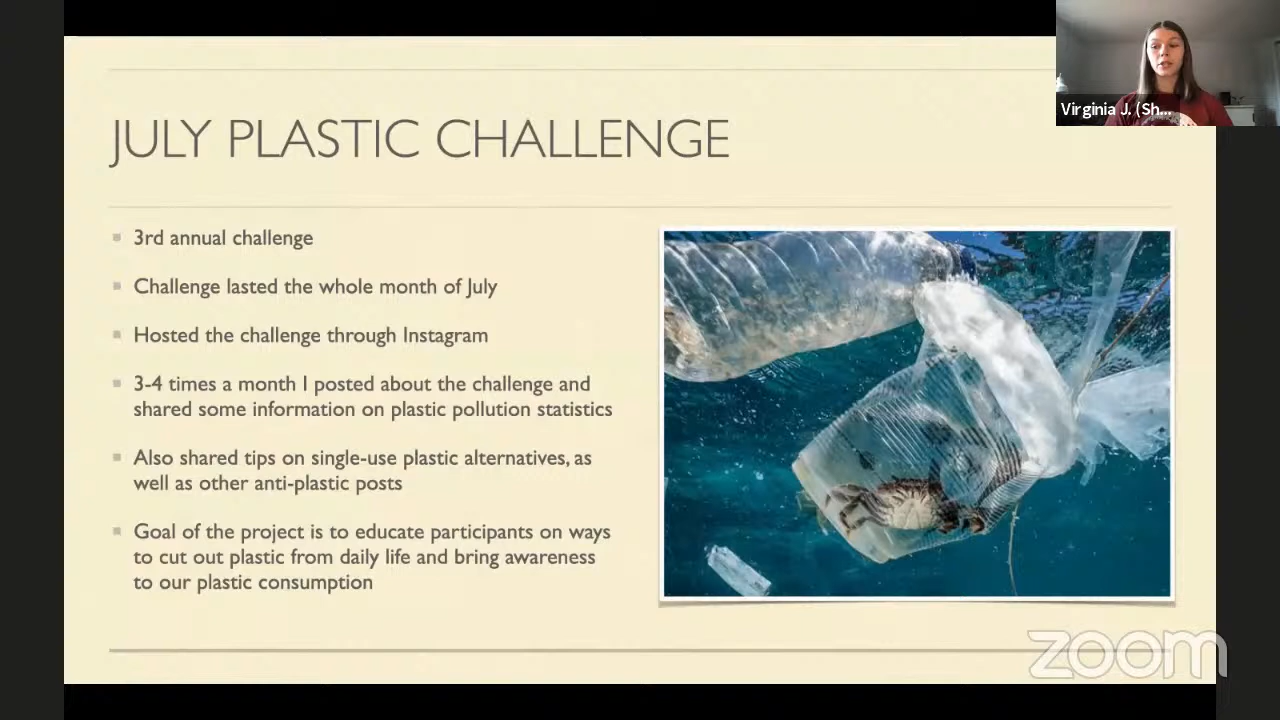 Virginia J. (Sh...
JULY PLASTIC CHALLENGE
3rd annual challenge
Challenge lasted the whole month of July
Hosted the challenge through Instagram
3-4 times a month I posted about the challenge and
shared some information on plastic pollution statistics
Also shared tips on single-use plastic alternatives, as
well as other anti-plastic posts
Goal of the project is to educate participants on ways
to cut out plastic from daily life and bring awareness
to our plastic consumption
zoom